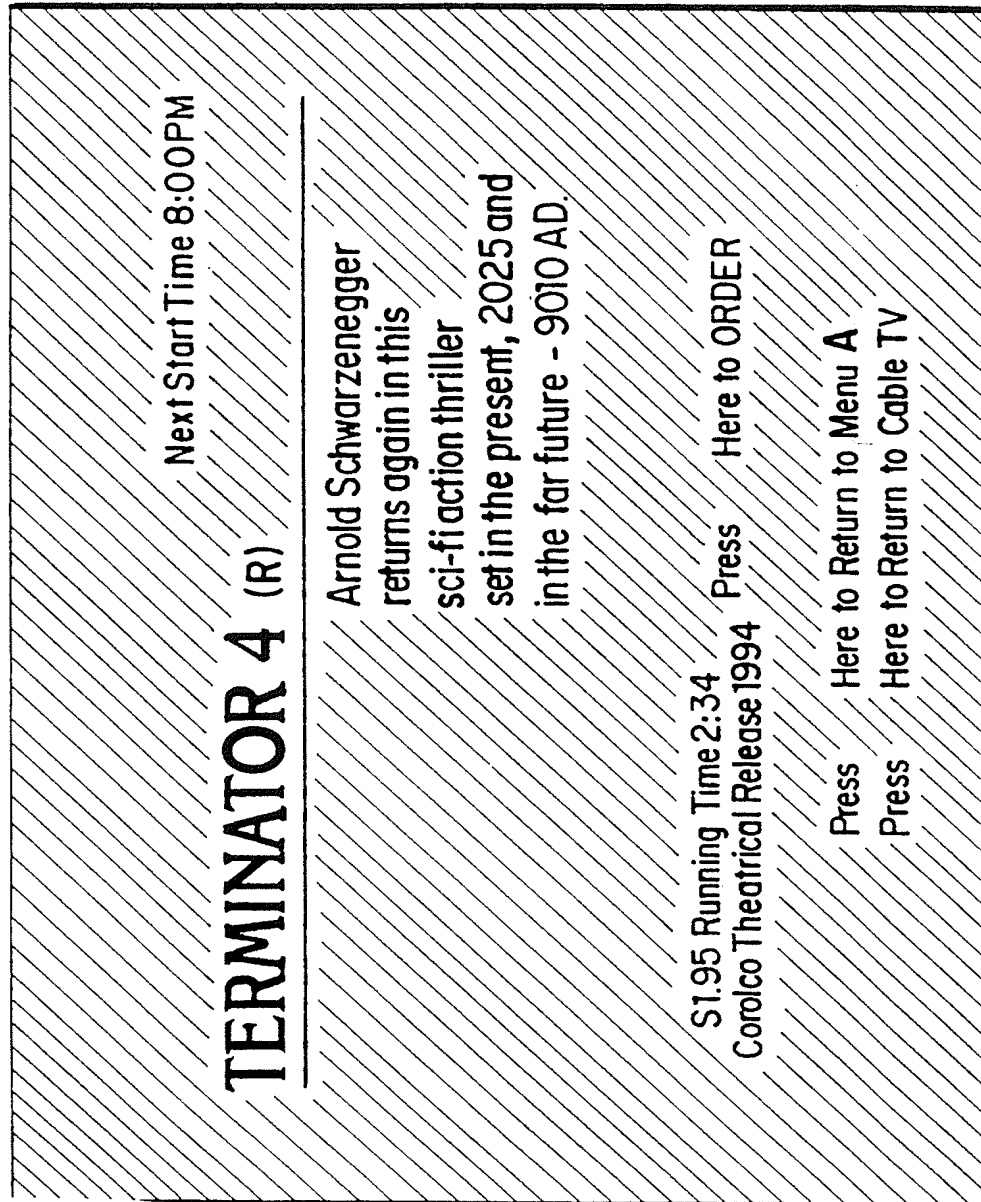 Next Start Time 8:00PM
TERMINATOR 4 (R)
Arnold Schwarzenegger
returns again in this
sci-fi action thriller
set in the present, 2025 and
in the far future - 9010 AD.
S1.95 Running Time 2:34
Corolco Theatrical Release 1994
Press Here to ORDER
Press Here to Return to Menu A
Press Here to Return to Cable TV